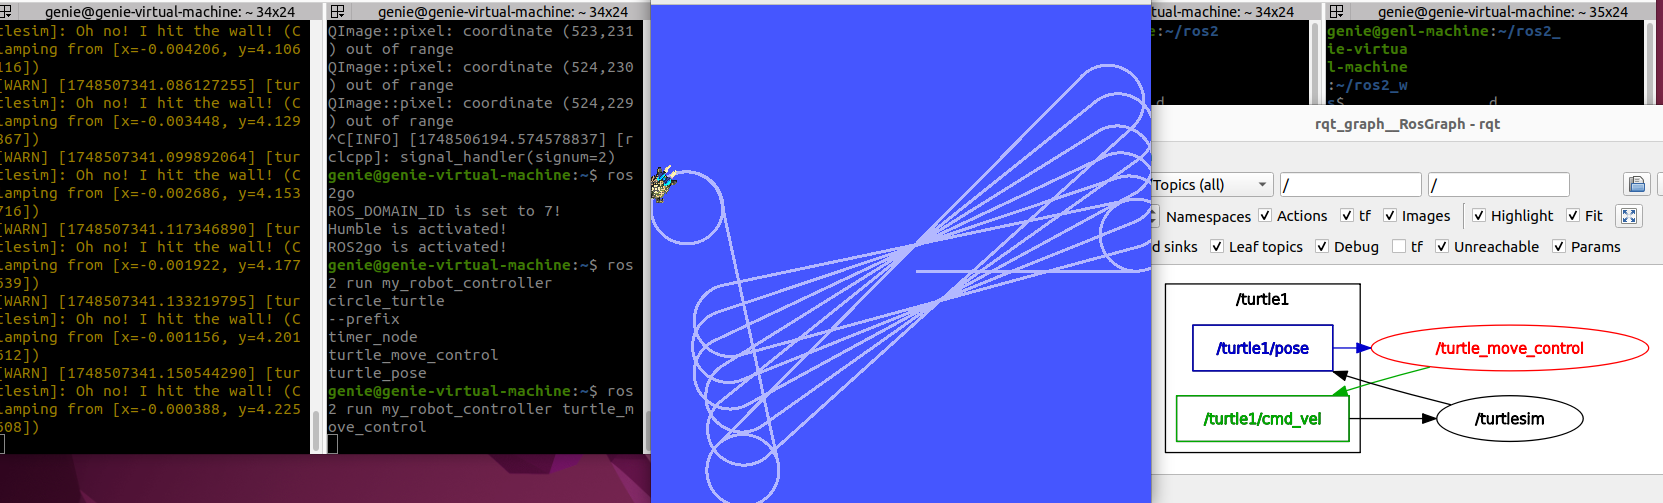 genie@genie-virtual-machine: ~ 34x24
tlesim]: Oh no! I hit the wall! (C
lamping from [x=-0.004206, y=4.106
116])
[WARN] [1748507341.086127255] [tur
tlesim]: Oh no! I hit the wall! (C
lamping from [x=-0.003448, y=4.129
867])
[WARN] [1748507341.099892064] [tur
tlesim]: Oh no! I hit the wall! (C
lamping from [x=-0.002686, y=4.153
716])
[WARN] [1748507341.117346890] [tur
tlesim]: Oh no! I hit the wall! (C
lamping from [x=-0.001922, y=4.177
639])
[WARN] [1748507341.133219795] [tur
tlesim]: Oh no! I hit the wall! (C
lamping from [x=-0.001156, y=4.201
612])
[WARN] [1748507341.150544290] [tur
tlesim]: Oh no! I hit the wall! (C
lamping from [x=-0.000388, y=4.225
608])
genie@genie-virtual-machine: ~ 34x24
QImage::pixel: coordinate (523,231
) out of range
QImage::pixel: coordinate (524,230
) out of range
QImage::pixel: coordinate (524,229
) out of range
^C[INFO] [1748506194.574578837] [r
clcpp]: signal_handler(signum=2)
genie@genie-virtual-machine:~$ ros
2go
ROS_DOMAIN_ID is set to 7!
Humble is activated!
ROS2go is activated!
genie@genie-virtual-machine:~$ ros
2 run my_robot_controller
circle_turtle
--prefix
timer_node
turtle_move_control
turtle_pose
genie@genie-virtual-machine:~$ ros
2 run my_robot_controller turtle_m
ove_control
tual-machine: ~ 34x24
e:~/ros2
d
genie@genie-virtual-machine: ~ 35x24
genie@genl-machine:~/ros2_
ie-virtua
l-machine
:~/ros2_w
s$ d
rqt_graph__RosGraph - rqt
Topics (all) / /
Namespaces Actions tf Images Highlight Fit
d sinks Leaf topics Debug tf Unreachable Params
/turtle1
/turtle1/pose
/turtle_move_control
/turtle1/cmd_vel
/turtlesim